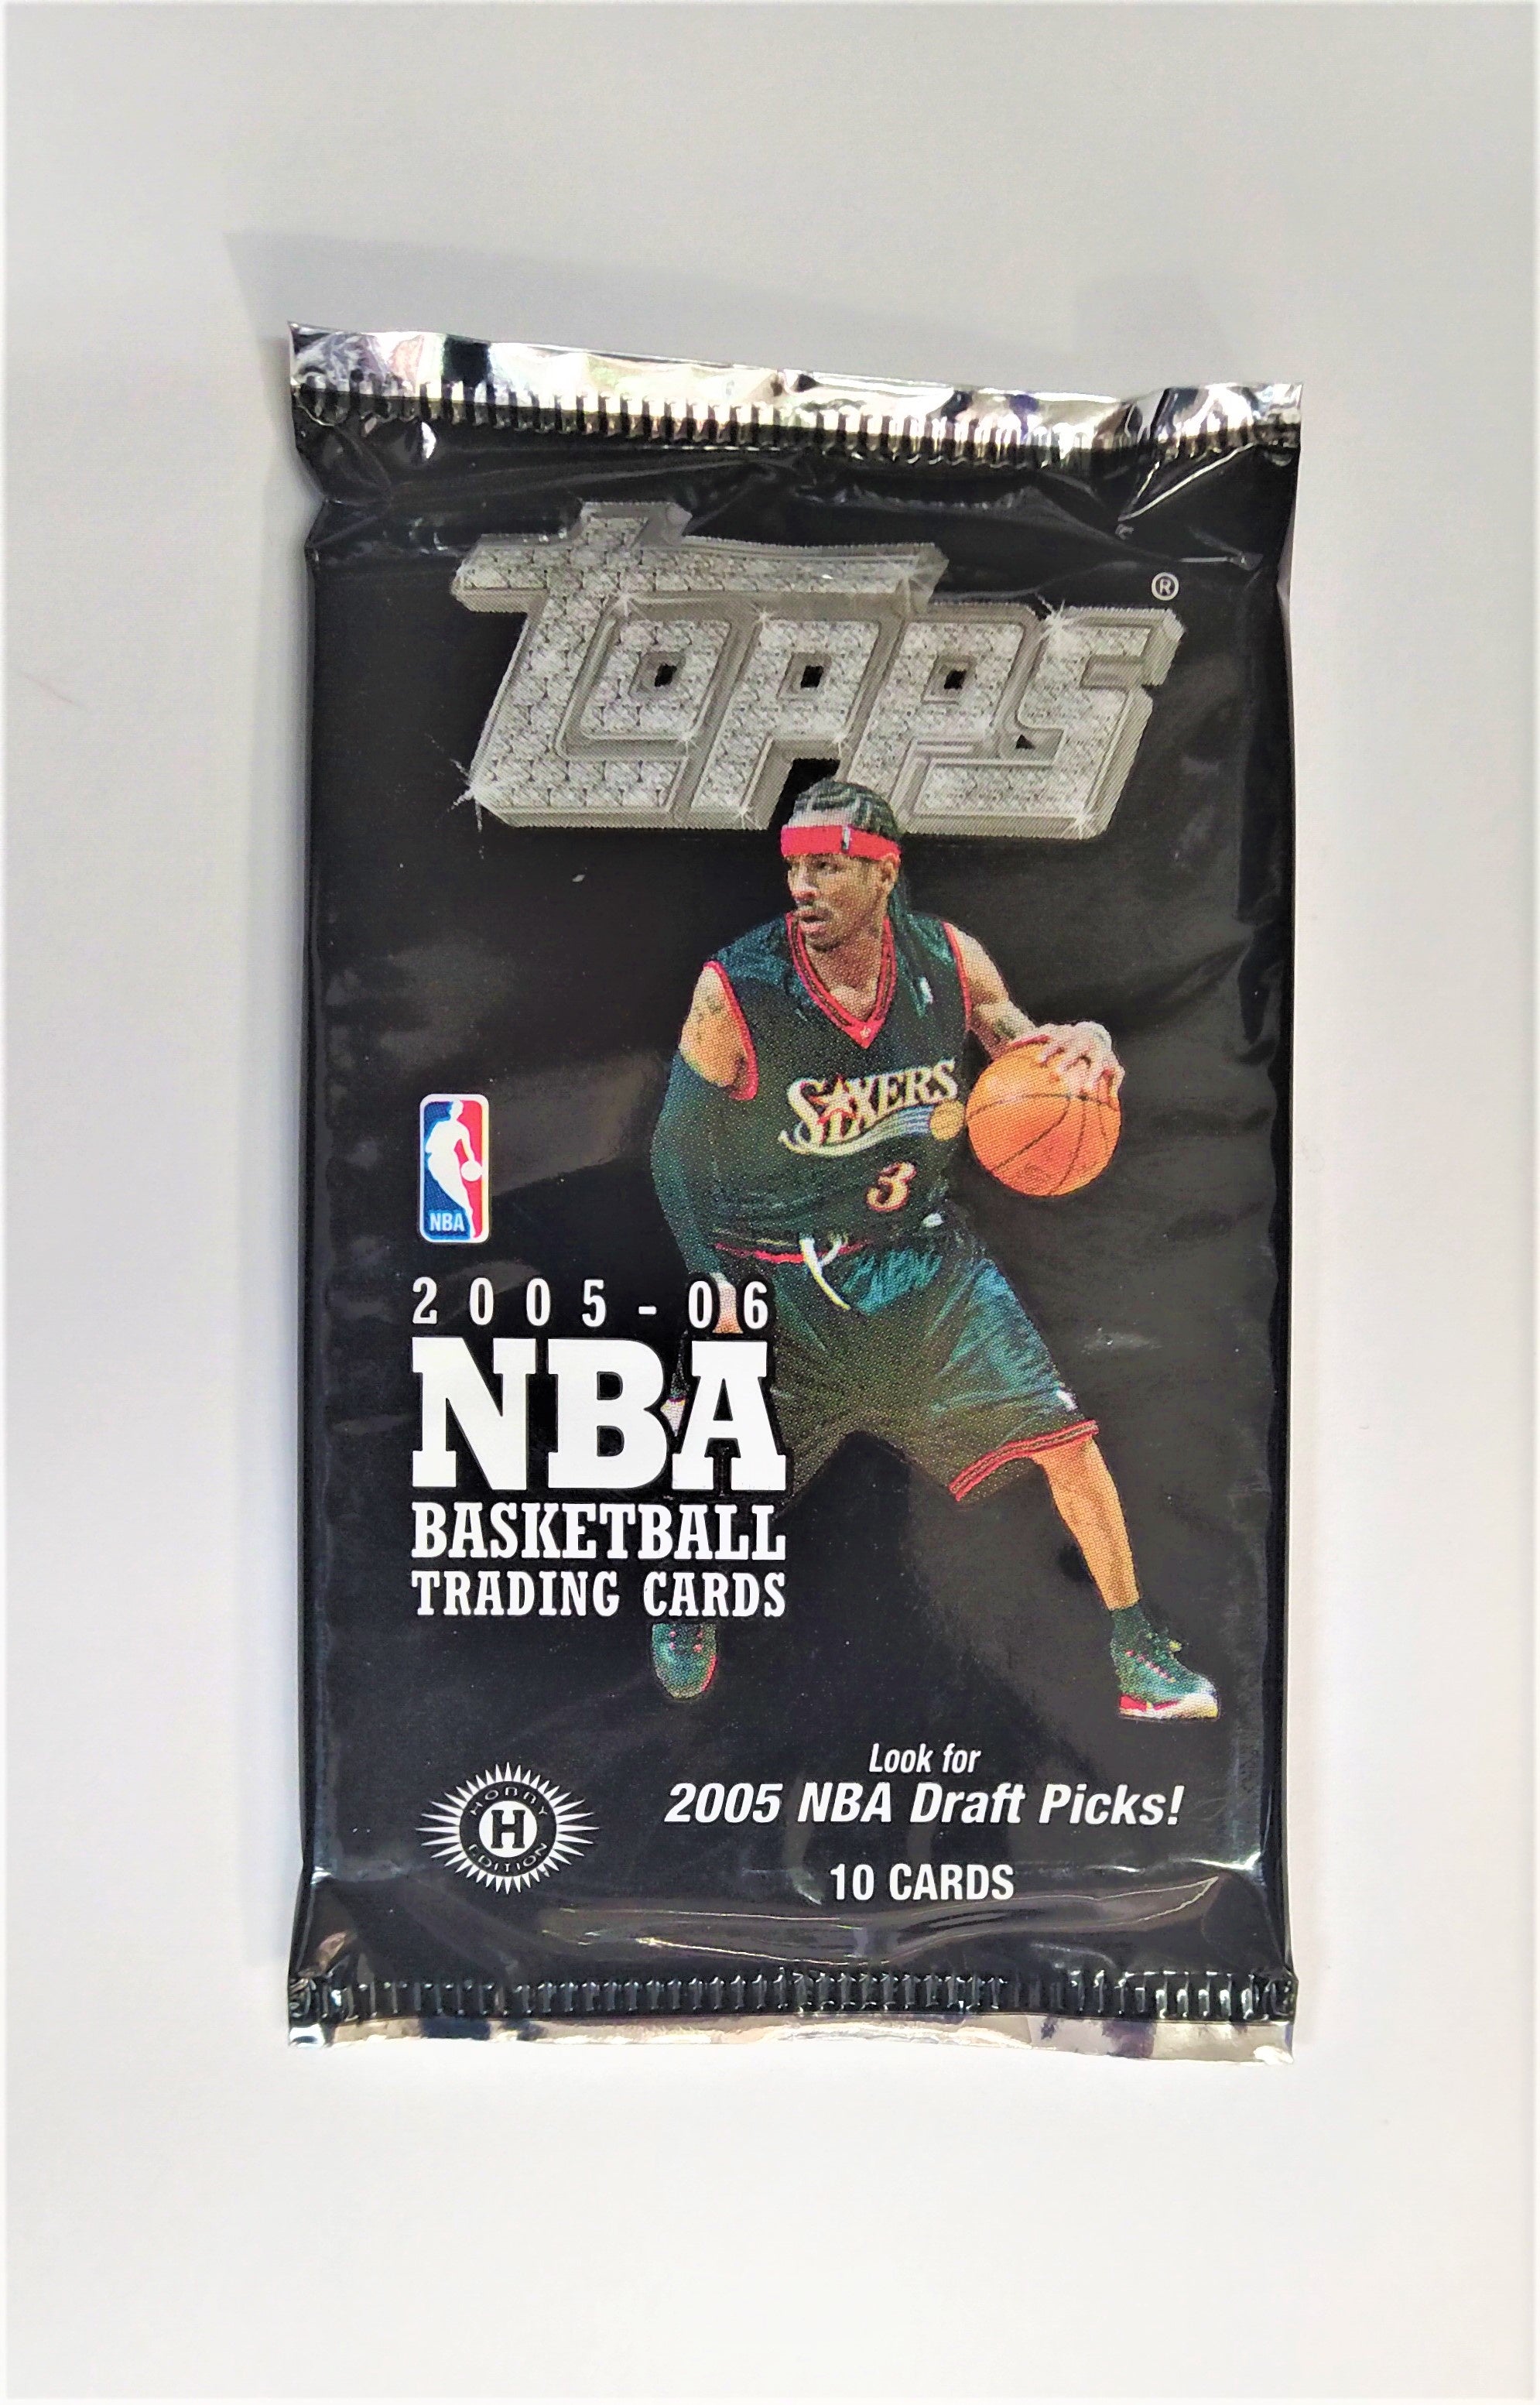 Topps ®
SIXERS
3
NBA
2005-06
NBA
BASKETBALL
TRADING CARDS
Look for
2005 NBA Draft Picks!
10 CARDS
HOBBY
H
EDITION